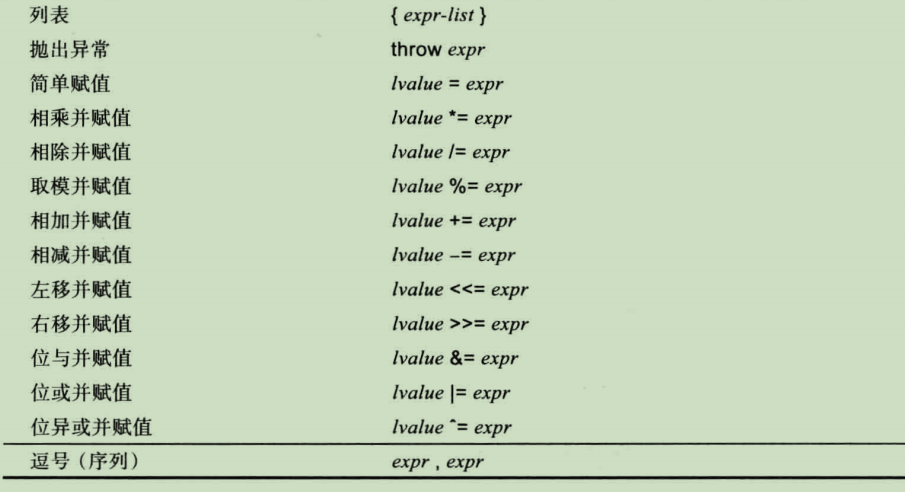 列表 { expr-list }
抛出异常 throw expr
简单赋值 lvalue = expr
相乘并赋值 lvalue *= expr
相除并赋值 lvalue /= expr
取模并赋值 lvalue %= expr
相加并赋值 lvalue += expr
相减并赋值 lvalue –= expr
左移并赋值 lvalue <<= expr
右移并赋值 lvalue >>= expr
位与并赋值 lvalue &= expr
位或并赋值 lvalue |= expr
位异或并赋值 lvalue ^= expr
逗号（序列） expr , expr